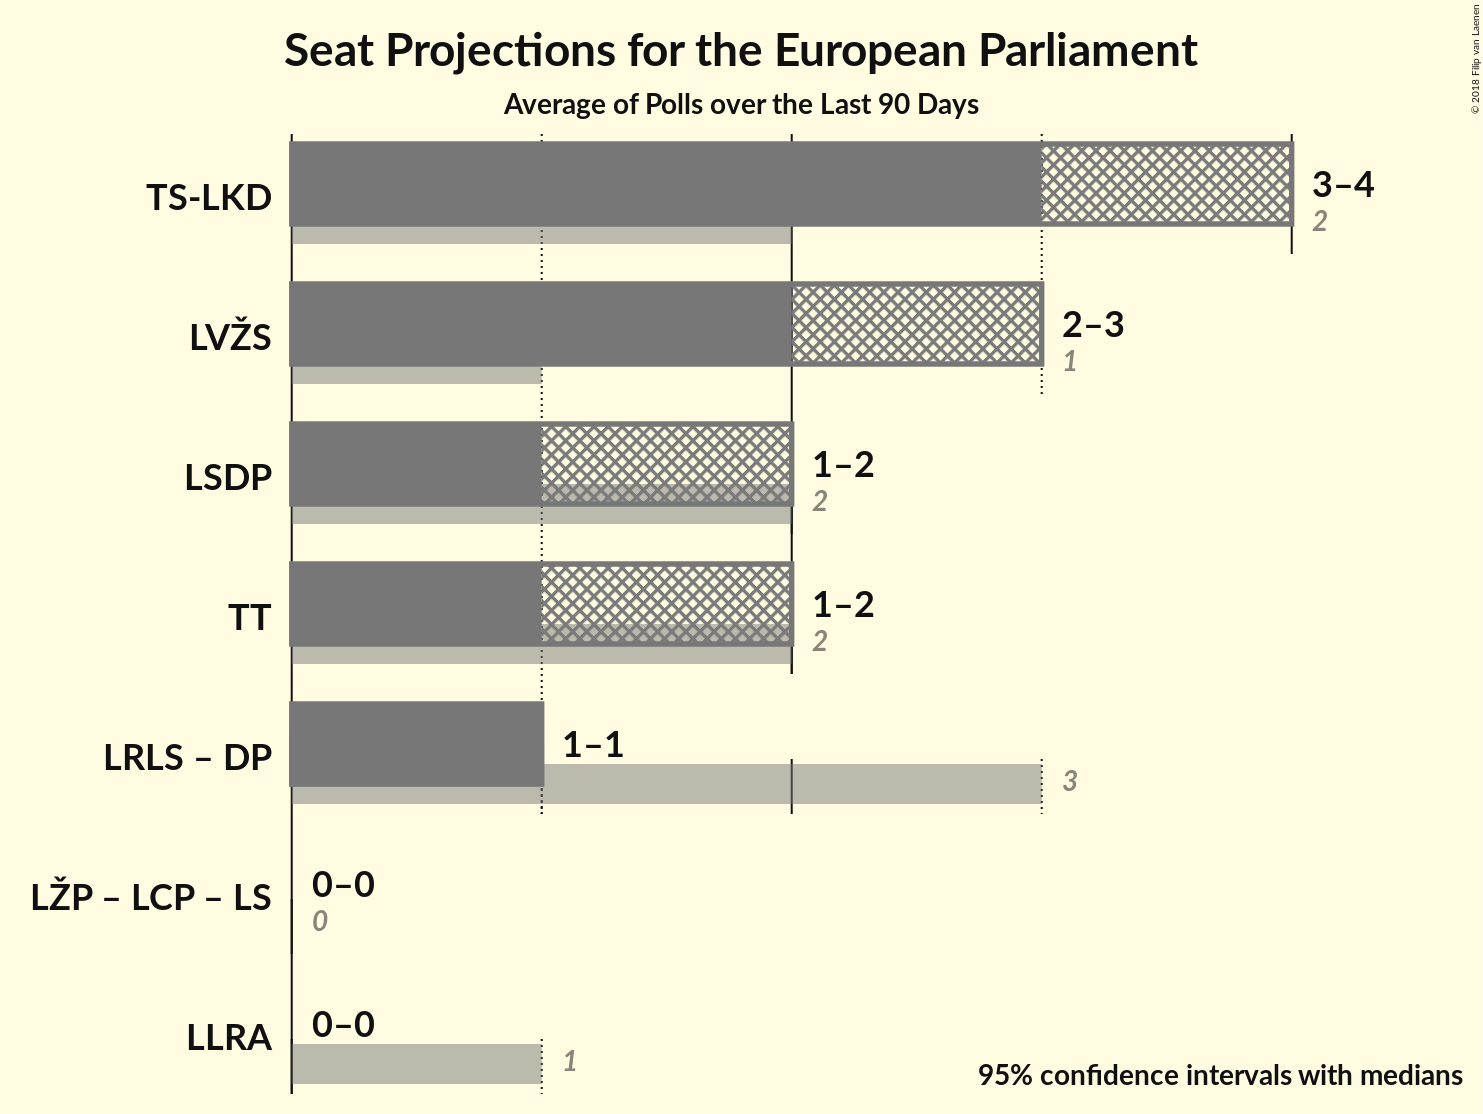 Seat Projections for the European Parliament
Average of Polls over the Last 90 Days
© 2018 Filip van Laenen
TS-LKD
3–4
2
LVŽS
2–3
1
LSDP
1–2
2
TT
1–2
2
LRLS – DP
1–1
3
LŽP – LCP – LS
0–0
0
LLRA
0–0
1
95% confidence intervals with medians